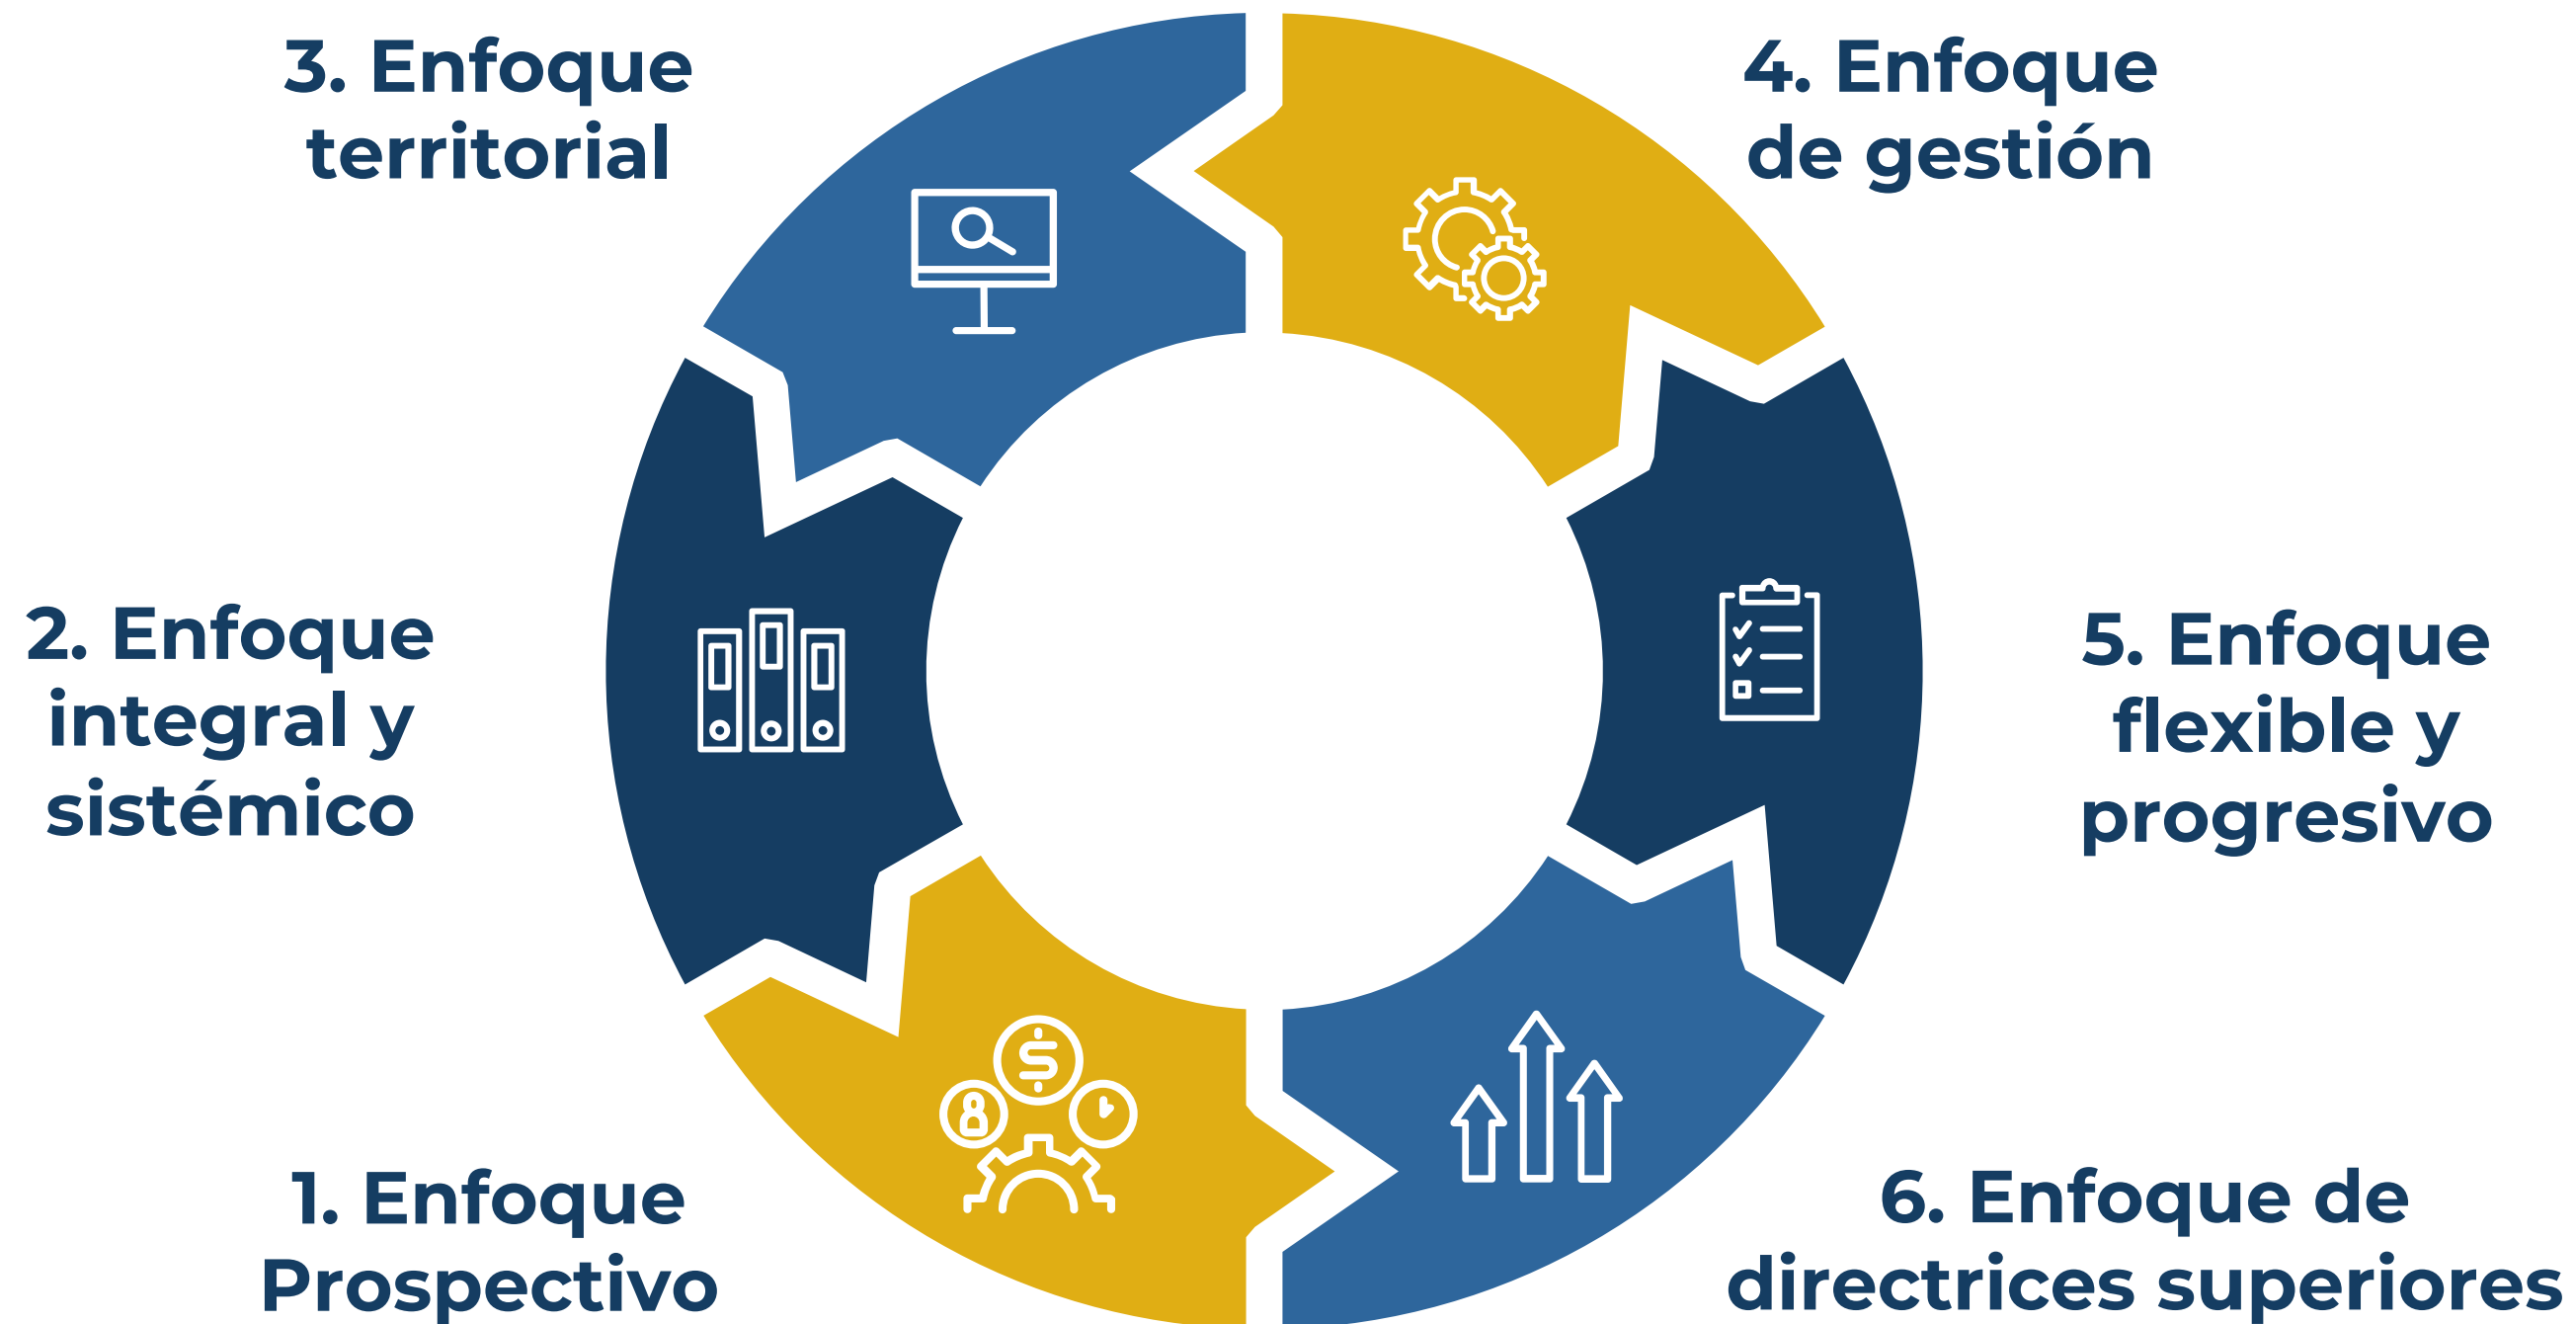 3. Enfoque
territorial
4. Enfoque
de gestión
2. Enfoque
integral y
sistémico
5. Enfoque
flexible y
progresivo
1. Enfoque
Prospectivo
6. Enfoque de
directrices superiores
$